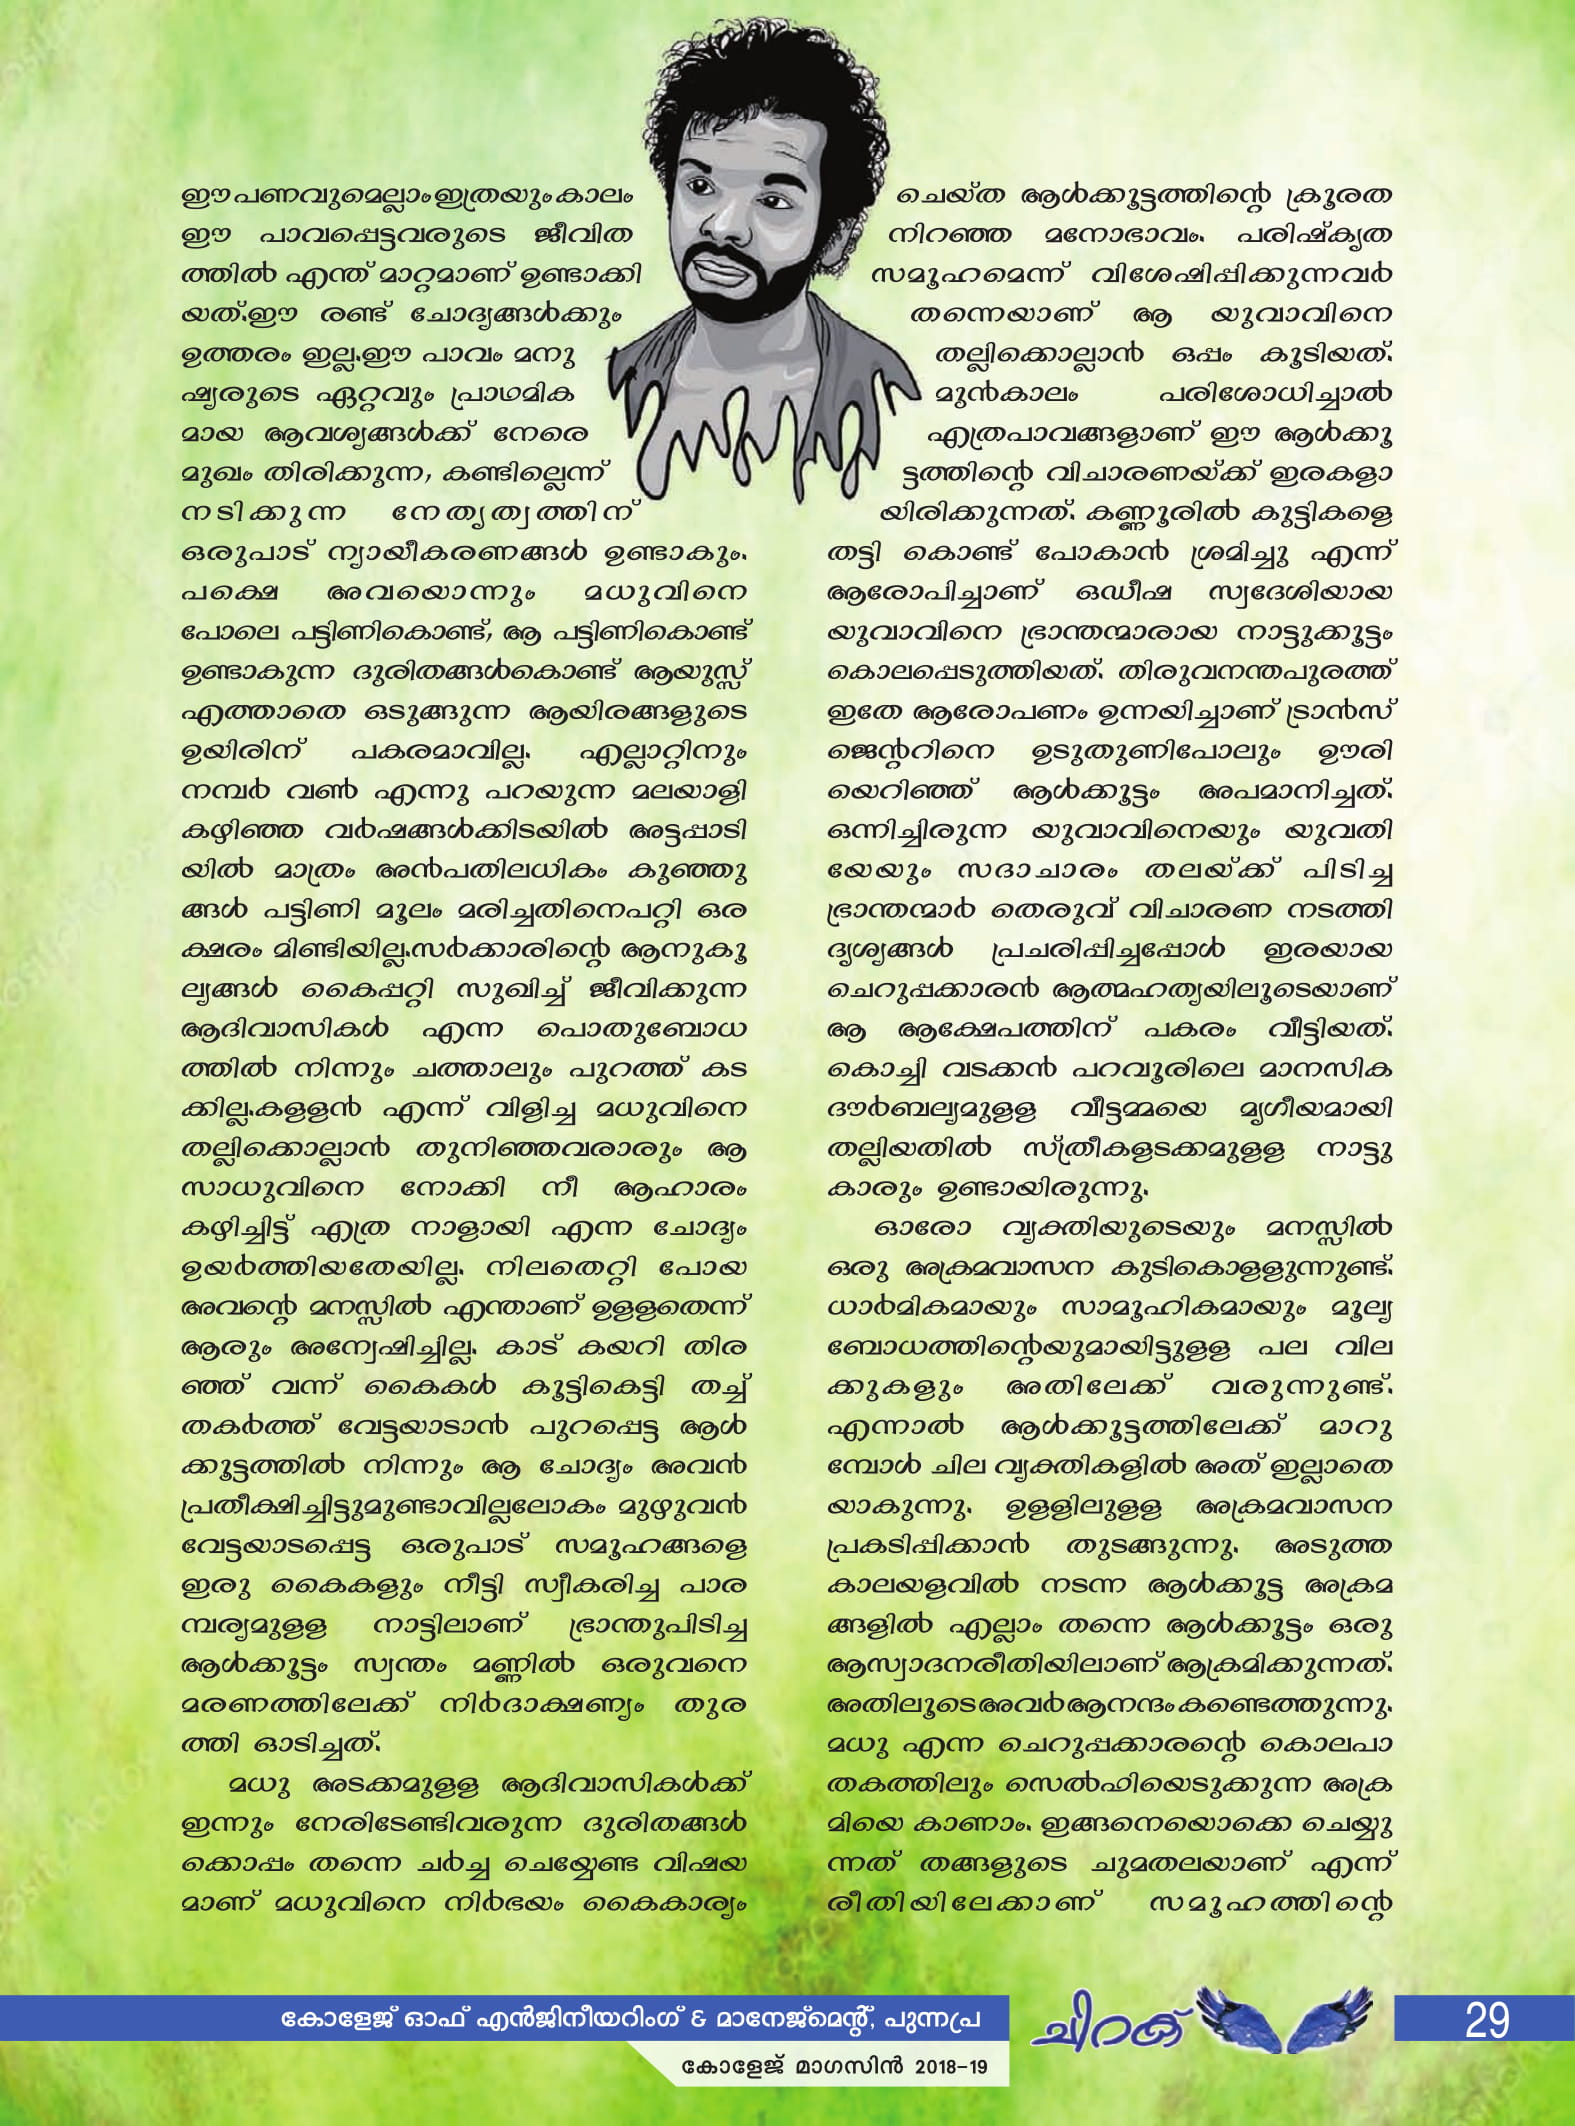 ഈ പണവുമെല്ലാം ഇത്രയും കാലം
ഈ പാവപ്പെട്ടവരുടെ ജീവിത
ത്തിൽ എന്ത് മാറ്റമാണ് ഉണ്ടാക്കി
യത്.ഈ രണ്ട് ചോദ്യങ്ങൾക്കും
ഉത്തരം ഇല്ല.ഈ പാവം മനു
ഷ്യരുടെ ഏറ്റവും പ്രാഥമിക
മായ ആവശ്യങ്ങൾക്ക് നേരെ
മുഖം തിരിക്കുന്ന, കണ്ടില്ലെന്ന്
നടിക്കുന്ന നേതൃത്വത്തിന്
ഒരുപാട് ന്യായീകരണങ്ങൾ ഉണ്ടാകും.
പക്ഷെ അവയൊന്നും മധുവിനെ
പോലെ പട്ടിണികൊണ്ട്, ആ പട്ടിണികൊണ്ട്
ഉണ്ടാകുന്ന ദുരിതങ്ങൾകൊണ്ട് ആയുസ്സ്
എത്താതെ ഒടുങ്ങുന്ന ആയിരങ്ങളുടെ
ഉയിരിന് പകരമാവില്ല. എല്ലാറ്റിനും
നമ്പർ വൺ എന്നു പറയുന്ന മലയാളി
കഴിഞ്ഞ വർഷങ്ങൾക്കിടയിൽ അട്ടപ്പാടി
യിൽ മാത്രം അൻപതിലധികം കുഞ്ഞു
ങ്ങൾ പട്ടിണി മൂലം മരിച്ചതിനെപറ്റി ഒര
ക്ഷരം മിണ്ടിയില്ല.സർക്കാരിന്റെ ആനുകൂ
ല്യങ്ങൾ കൈപ്പറ്റി സുഖിച്ച് ജീവിക്കുന്ന
ആദിവാസികൾ എന്ന പൊതുബോധ
ത്തിൽ നിന്നും ചത്താലും പുറത്ത് കട
ക്കില്ല.കള്ളൻ എന്ന് വിളിച്ച മധുവിനെ
തല്ലിക്കൊല്ലാൻ തുനിഞ്ഞവരാരും ആ
സാധുവിനെ നോക്കി നീ ആഹാരം
കഴിച്ചിട്ട് എത്ര നാളായി എന്ന ചോദ്യം
ഉയർത്തിയതേയില്ല. നിലതെറ്റി പോയ
അവന്റെ മനസ്സിൽ എന്താണ് ഉള്ളതെന്ന്
ആരും അന്വേഷിച്ചില്ല. കാട് കയറി തിര
ഞ്ഞ് വന്ന് കൈകൾ കൂട്ടികെട്ടി തച്ച്
തകർത്ത് വേട്ടയാടാൻ പുറപ്പെട്ട ആൾ
ക്കൂട്ടത്തിൽ നിന്നും ആ ചോദ്യം അവൻ
പ്രതീക്ഷിച്ചിട്ടുമുണ്ടാവില്ലലോകം മുഴുവൻ
വേട്ടയാടപ്പെട്ട ഒരുപാട് സമൂഹങ്ങളെ
ഇരു കൈകളും നീട്ടി സ്വീകരിച്ച പാര
മ്പര്യമുള്ള നാട്ടിലാണ് ഭ്രാന്തുപിടിച്ച
ആൾക്കൂട്ടം സ്വന്തം മണ്ണിൽ ഒരുവനെ
മരണത്തിലേക്ക് നിർദാക്ഷണ്യം തുര
ത്തി ഓടിച്ചത്.
മധു അടക്കമുള്ള ആദിവാസികൾക്ക്
ഇന്നും നേരിടേണ്ടിവരുന്ന ദുരിതങ്ങൾ
ക്കൊപ്പം തന്നെ ചർച്ച ചെയ്യേണ്ട വിഷയ
മാണ് മധുവിനെ നിർഭയം കൈകാര്യം
ചെയ്ത ആൾക്കൂട്ടത്തിന്റെ ക്രൂരത
നിറഞ്ഞ മനോഭാവം. പരിഷ്കൃത
സമൂഹമെന്ന് വിശേഷിപ്പിക്കുന്നവർ
തന്നെയാണ് ആ യുവാവിനെ
തല്ലിക്കൊല്ലാൻ ഒപ്പം കൂടിയത്.
മുൻകാലം പരിശോധിച്ചാൽ
എത്രപാവങ്ങളാണ് ഈ ആൾക്കൂ
ട്ടത്തിന്റെ വിചാരണയ്ക്ക് ഇരകളാ
യിരിക്കുന്നത്. കണ്ണൂരിൽ കുട്ടികളെ
തട്ടി കൊണ്ട് പോകാൻ ശ്രമിച്ചു എന്ന്
ആരോപിച്ചാണ് ഒഡീഷ സ്വദേശിയായ
യുവാവിനെ ഭ്രാന്തന്മാരായ നാട്ടുക്കൂട്ടം
കൊലപ്പെടുത്തിയത്. തിരുവനന്തപുരത്ത്
ഇതേ ആരോപണം ഉന്നയിച്ചാണ് ട്രാൻസ്
ജെന്ററിനെ ഉടുതുണിപോലും ഊരി
യെറിഞ്ഞ് ആൾക്കൂട്ടം അപമാനിച്ചത്.
ഒന്നിച്ചിരുന്ന യുവാവിനെയും യുവതി
യേയും സദാചാരം തലയ്ക്ക് പിടിച്ച
ഭ്രാന്തന്മാർ തെരുവ് വിചാരണ നടത്തി
ദൃശ്യങ്ങൾ പ്രചരിപ്പിച്ചപ്പോൾ ഇരയായ
ചെറുപ്പക്കാരൻ ആത്മഹത്യയിലൂടെയാണ്
ആ ആക്ഷേപത്തിന് പകരം വീട്ടിയത്.
കൊച്ചി വടക്കൻ പറവൂരിലെ മാനസിക
ദൗർബല്യമുള്ള വീട്ടമ്മയെ മൃഗീയമായി
തല്ലിയതിൽ സ്ത്രീകളടക്കമുള്ള നാട്ടു
കാരും ഉണ്ടായിരുന്നു.
ഓരോ വ്യക്തിയുടെയും മനസ്സിൽ
ഒരു അക്രമവാസന കുടികൊള്ളുന്നുണ്ട്.
ധാർമികമായും സാമൂഹികമായും മൂല്യ
ബോധത്തിന്റെയുമായിട്ടുള്ള പല വില
ക്കുകളും അതിലേക്ക് വരുന്നുണ്ട്.
എന്നാൽ ആൾക്കൂട്ടത്തിലേക്ക് മാറു
മ്പോൾ ചില വ്യക്തികളിൽ അത് ഇല്ലാതെ
യാകുന്നു. ഉള്ളിലുള്ള അക്രമവാസന
പ്രകടിപ്പിക്കാൻ തുടങ്ങുന്നു. അടുത്ത
കാലയളവിൽ നടന്ന ആൾക്കൂട്ട അക്രമ
ങ്ങളിൽ എല്ലാം തന്നെ ആൾക്കൂട്ടം ഒരു
ആസ്വാദനരീതിയിലാണ് ആക്രമിക്കുന്നത്.
അതിലൂടെ അവർ ആനന്ദം കണ്ടെത്തുന്നു.
മധു എന്ന ചെറുപ്പക്കാരന്റെ കൊലപാ
തകത്തിലും സെൽഫിയെടുക്കുന്ന അക്ര
മിയെ കാണാം. ഇങ്ങനെയൊക്കെ ചെയ്യു
ന്നത് തങ്ങളുടെ ചുമതലയാണ് എന്ന്
രീതിയിലേക്കാണ് സമൂഹത്തിന്റെ
കോളേജ് ഓഫ് എൻജിനീയറിംഗ് & മാനേജ്മെന്റ്, പുന്നപ്ര
ചിറക്
29
കോളേജ് മാഗസിൻ 2018-19